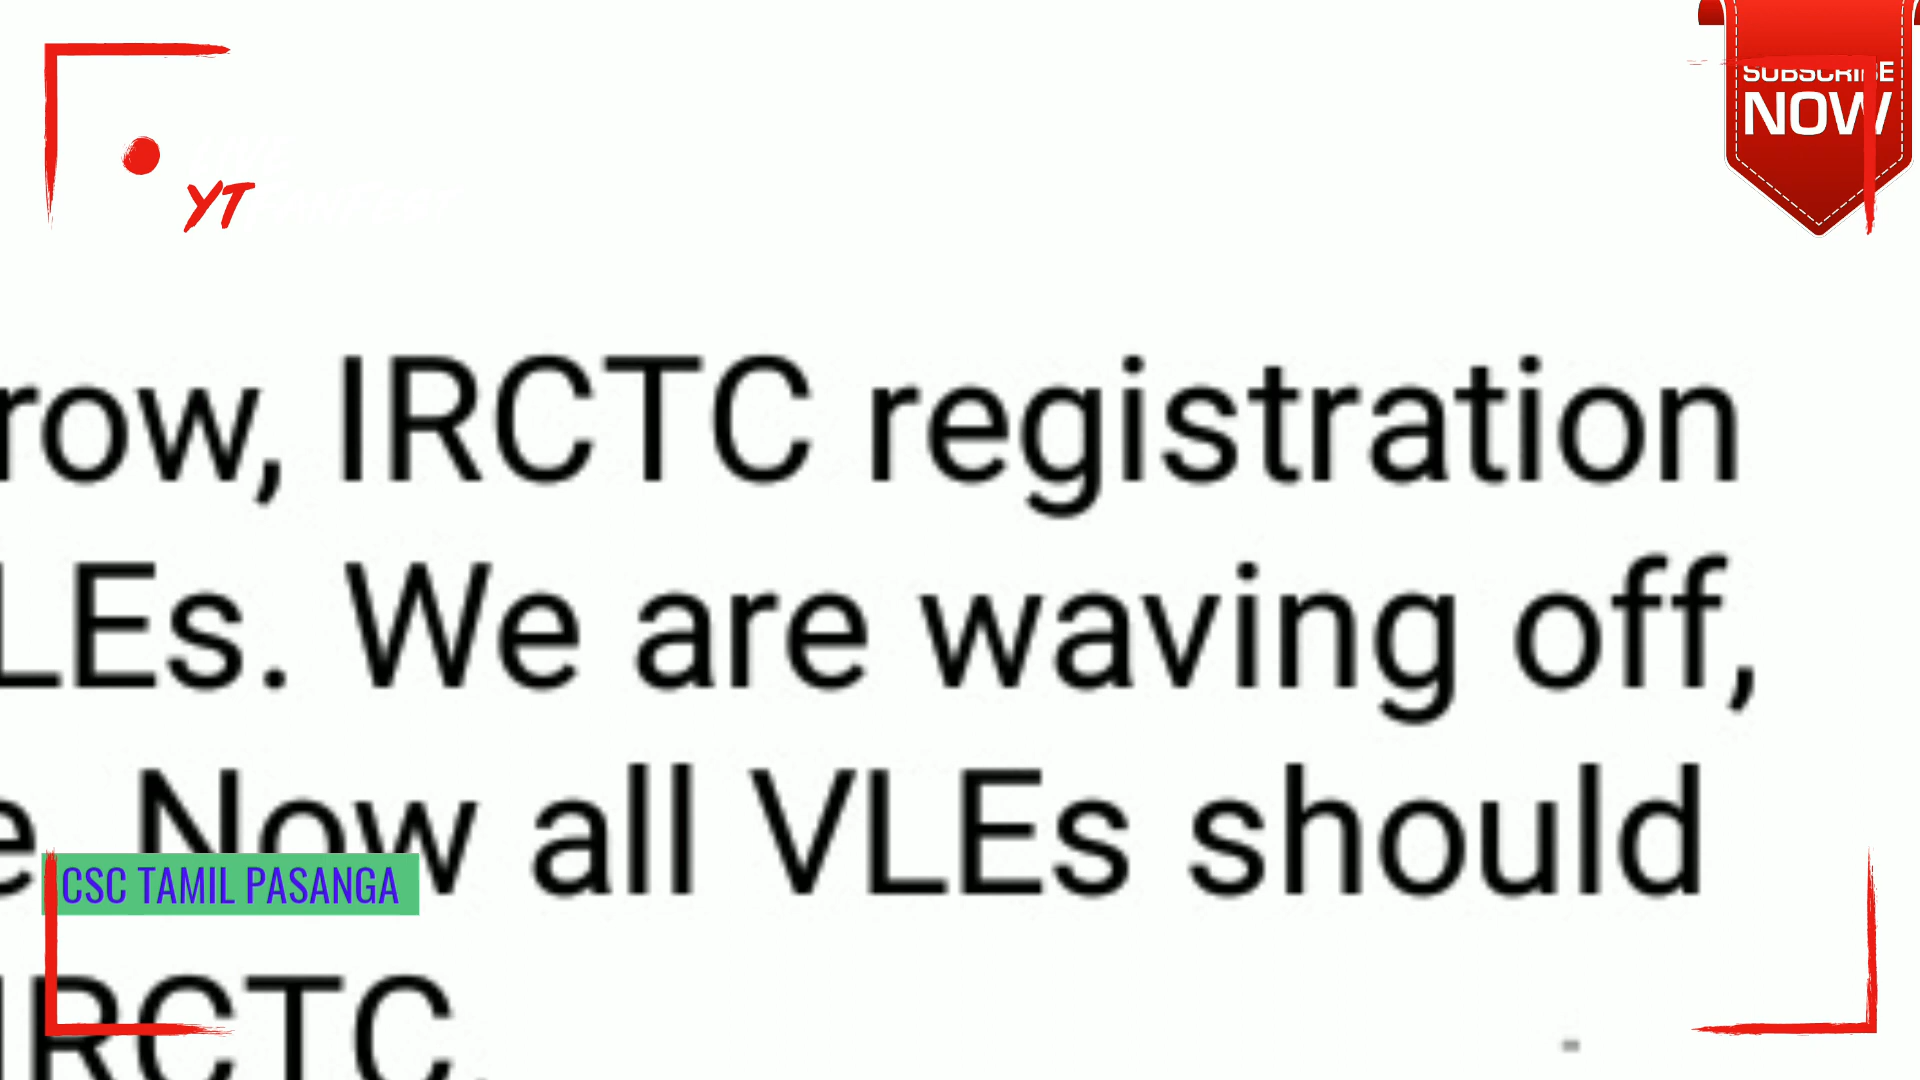 SUBSCRIBE
NOW
YT
row, IRCTC registration
LEs. We are waving off,
e. Now all VLEs should
CSC TAMIL PASANGA
IRCTC.